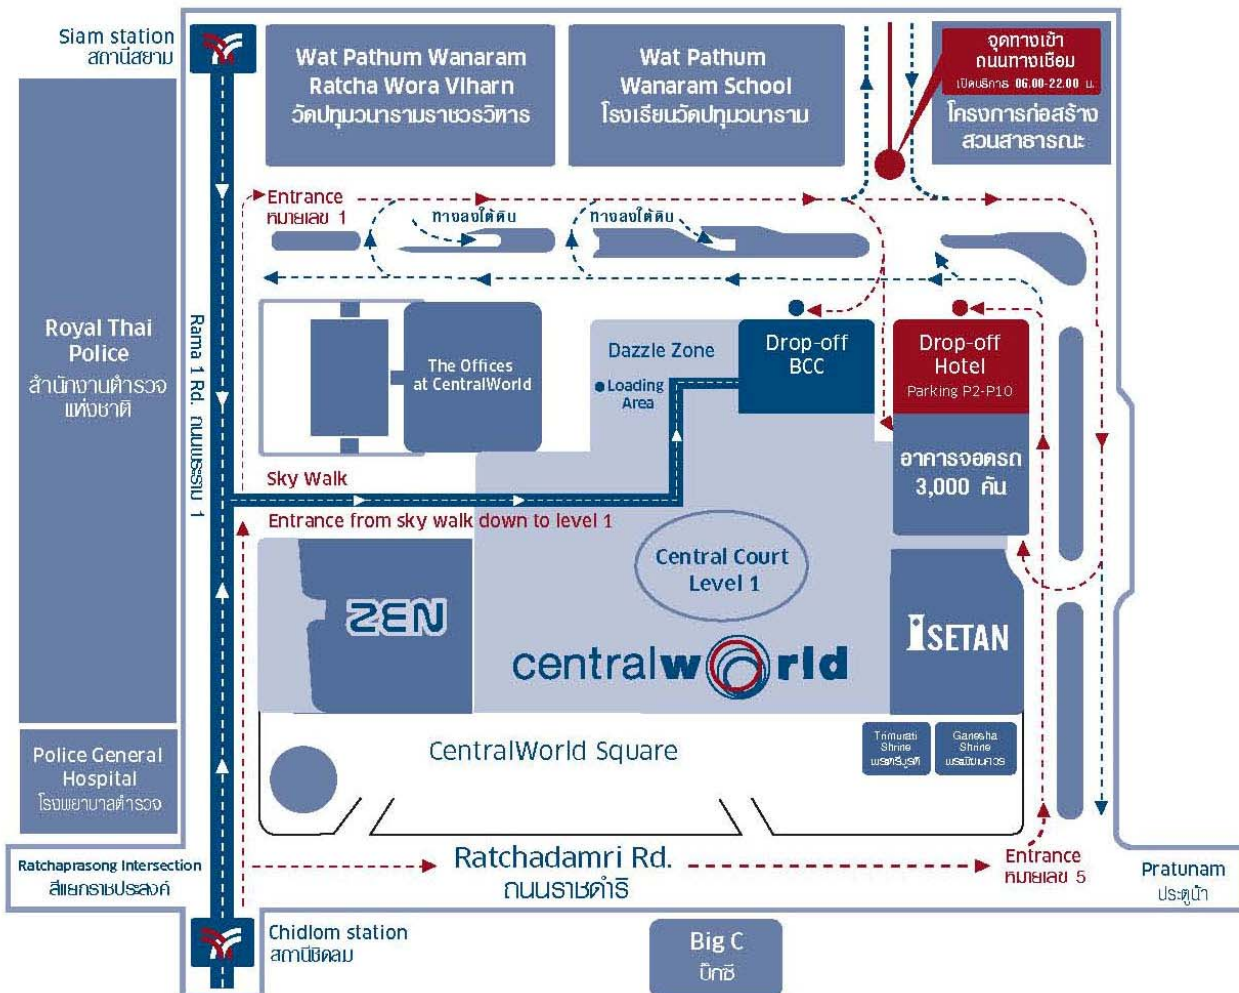 Siam station
สถานีสยาม
Wat Pathum Wanaram
Ratcha Wora Viharn
วัดปทุมวนารามราชวรวิหาร
Wat Pathum
Wanaram School
โรงเรียนวัดปทุมวนาราม
จุดทางเข้า
ถนนทางเชื่อม
เปิดบริการ 06.00-22.00 น.
โครงการก่อสร้าง
สวนสาธารณะ
Entrance
หมายเลข 1
ทางลงใต้ดิน
ทางลงใต้ดิน
Royal Thai
Police
สำนักงานตำรวจ
แห่งชาติ
Rama 1 Rd. ถนนพระราม 1
The Offices
at CentralWorld
Dazzle Zone
Loading
Area
Drop-off
BCC
Drop-off
Hotel
Parking P2-P10
อาคารจอดรถ
3,000 คัน
Sky Walk
Entrance from sky walk down to level 1
Central Court
Level 1
ZEN
ISETAN
centralworld
Trimurati
Shrine
พระตรีมูรติ
Ganesha
Shrine
พระพิฆเนศวร
CentralWorld Square
Police General
Hospital
โรงพยาบาลตำรวจ
Ratchaprasong Intersection
สี่แยกราชประสงค์
Ratchadamri Rd.
ถนนราชดำริ
Entrance
หมายเลข 5
Pratunam
ประตูน้ำ
Chidlom station
สถานีชิดลม
Big C
บิ๊กซี